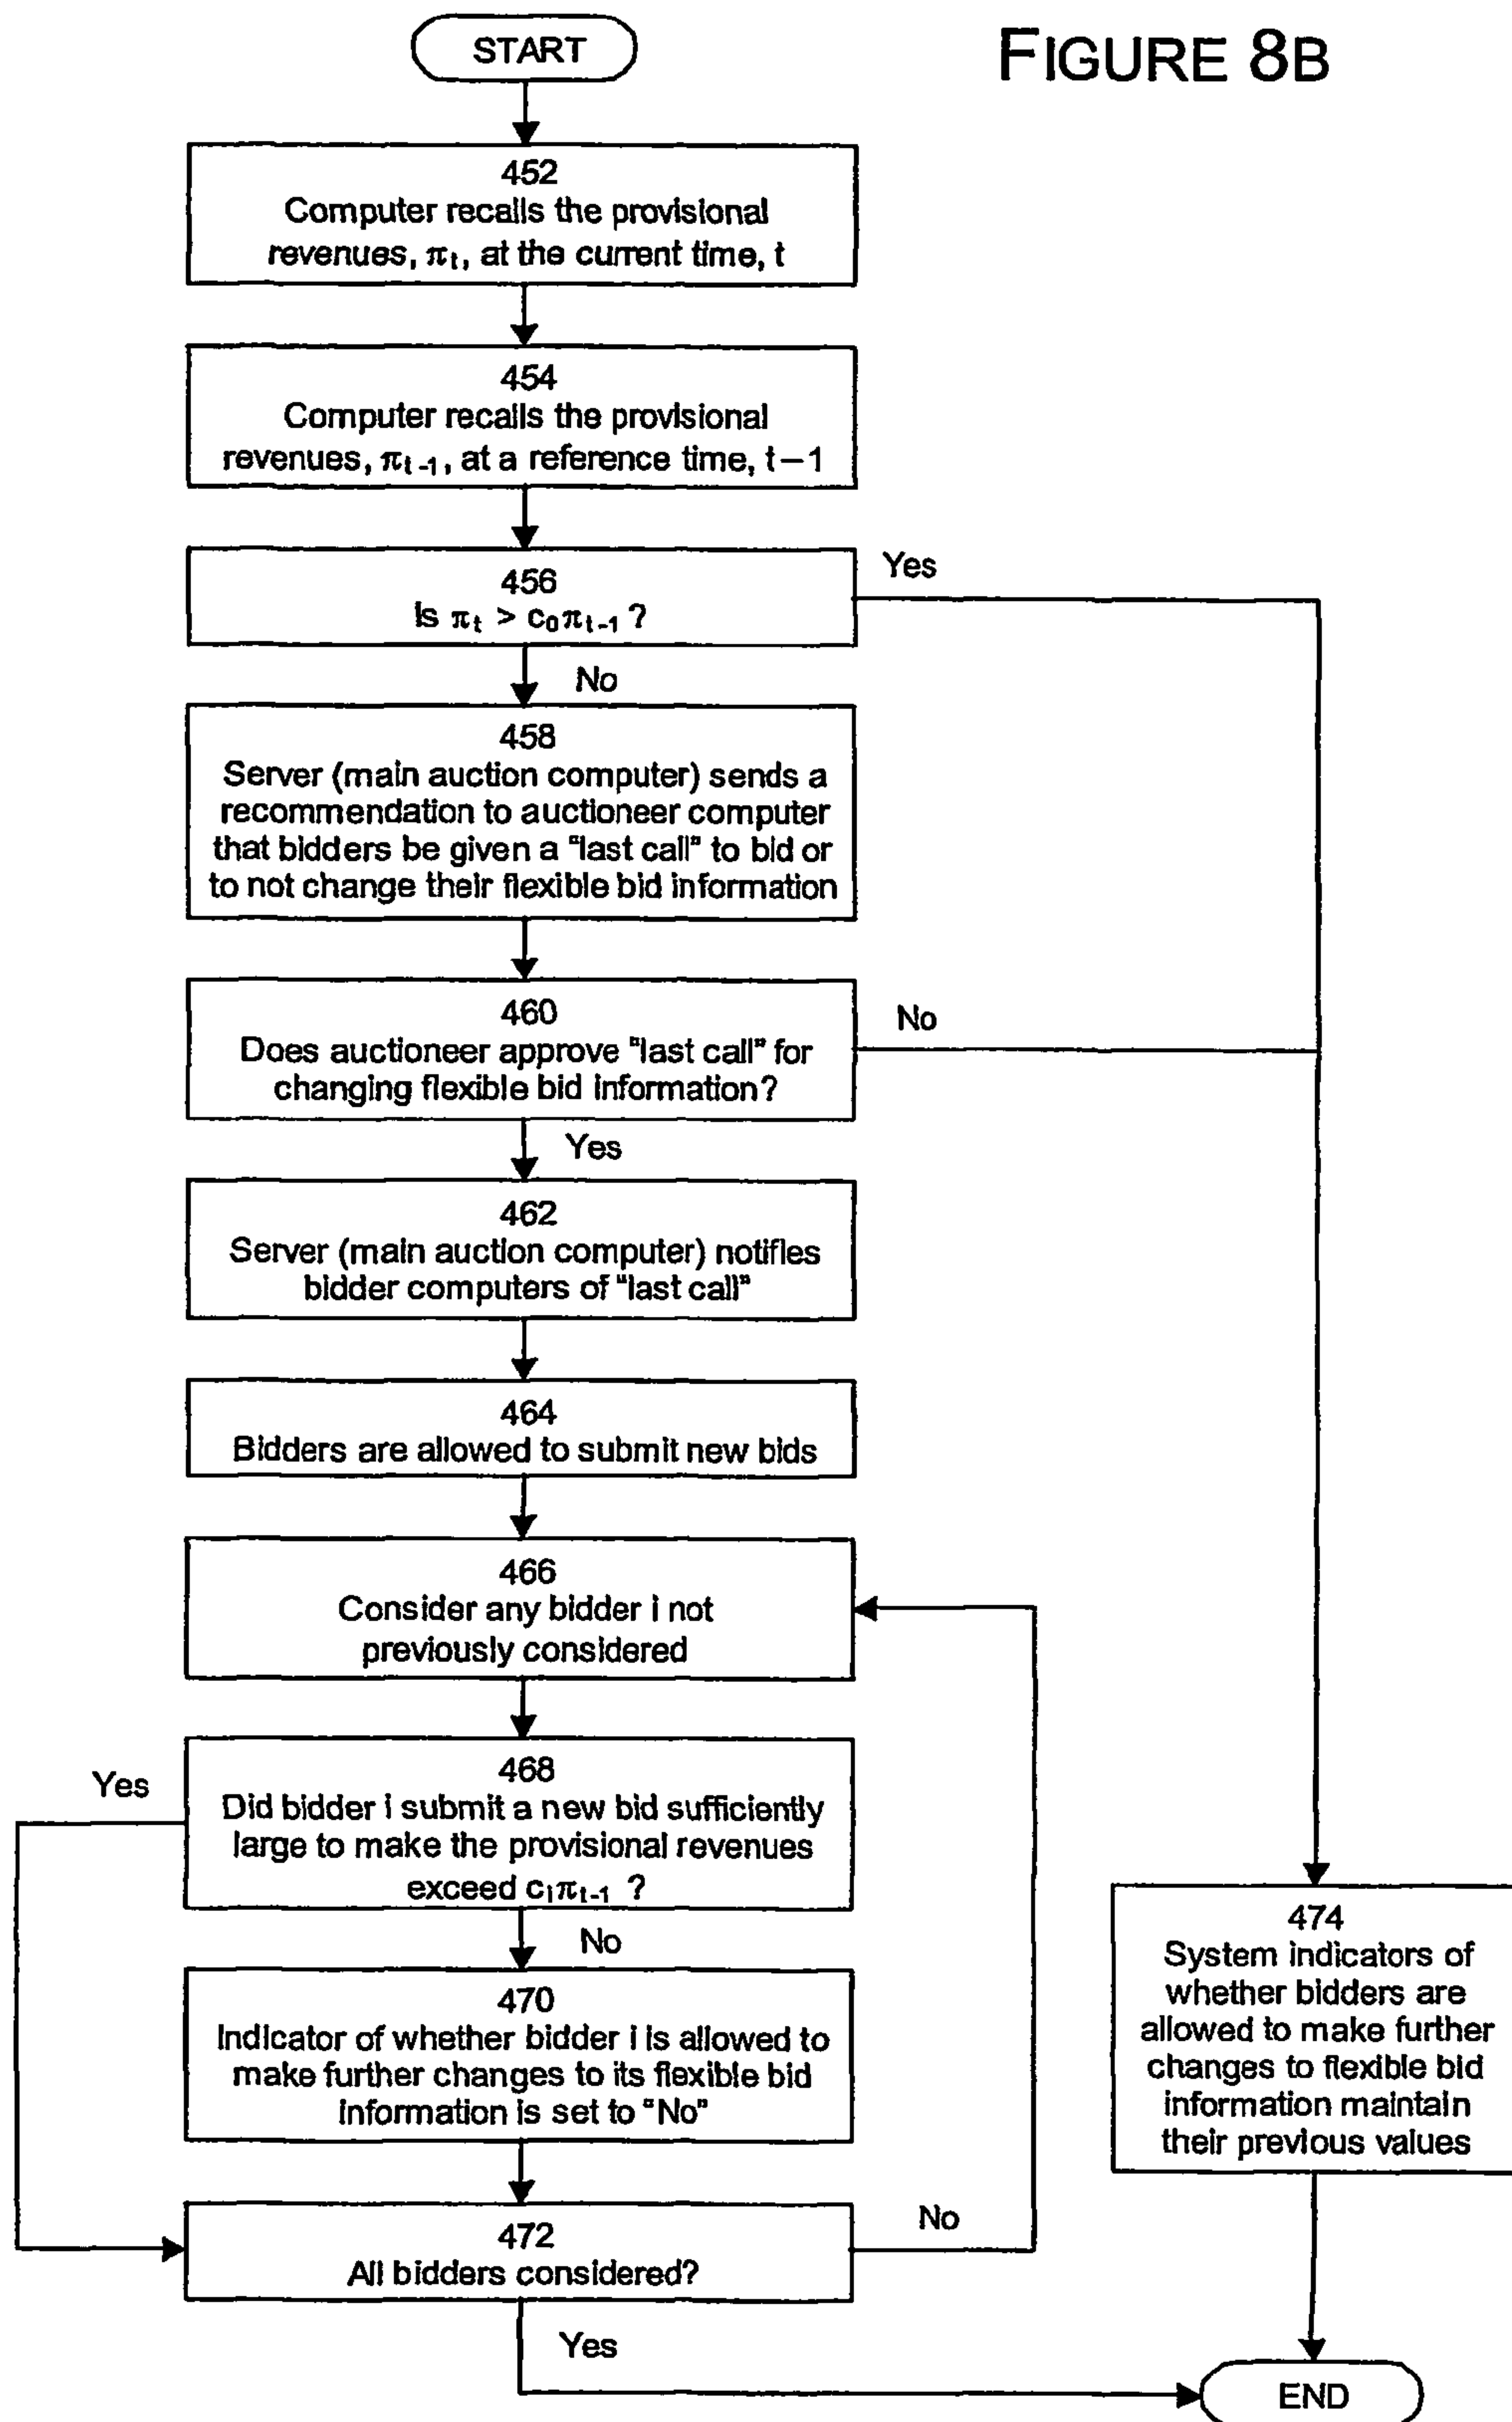 FIGURE 8B
START
452
Computer recalls the provisional
revenues, πt, at the current time, t
454
Computer recalls the provisional
revenues, πt-1, at a reference time, t−1
456
Is πt > c0πt-1 ?
Yes
No
458
Server (main auction computer) sends a
recommendation to auctioneer computer
that bidders be given a "last call" to bid or
to not change their flexible bid information
460
Does auctioneer approve "last call" for
changing flexible bid information?
No
Yes
462
Server (main auction computer) notifies
bidder computers of "last call"
464
Bidders are allowed to submit new bids
466
Consider any bidder i not
previously considered
468
Did bidder i submit a new bid sufficiently
large to make the provisional revenues
exceed ciπt-1 ?
Yes
No
470
Indicator of whether bidder i is allowed to
make further changes to its flexible bid
information is set to "No"
472
All bidders considered?
No
Yes
474
System indicators of
whether bidders are
allowed to make further
changes to flexible bid
information maintain
their previous values
END